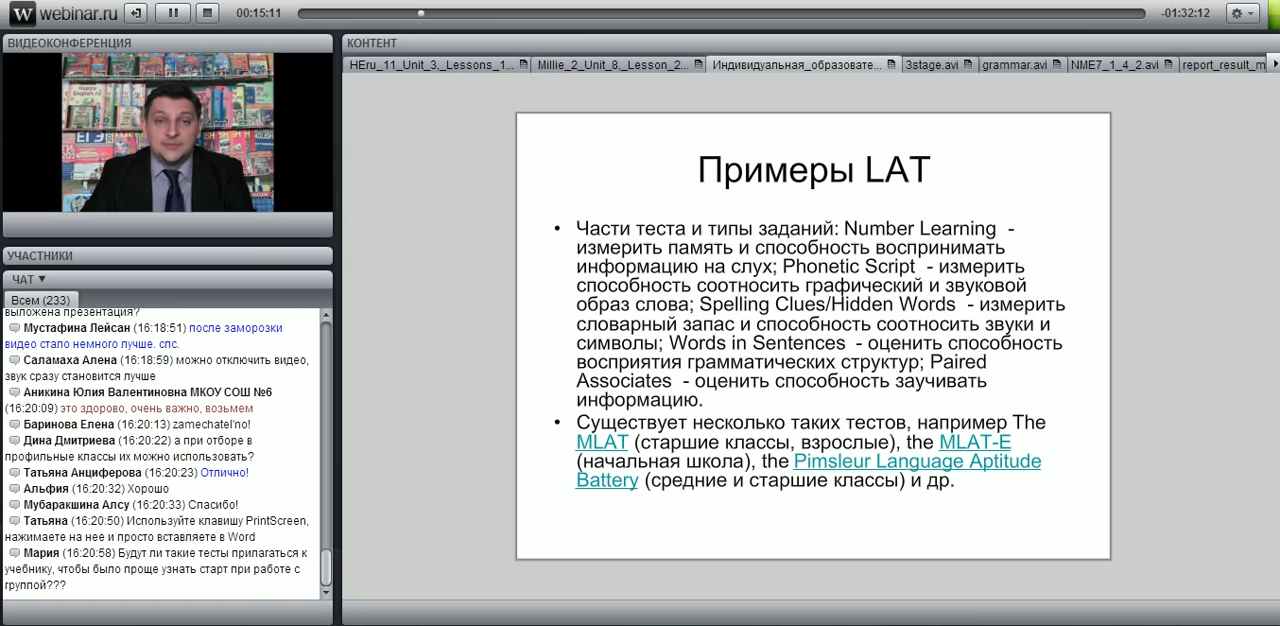 W webinar.ru
00:15:11
-01:32:12
ВИДЕОКОНФЕРЕНЦИЯ
КОНТЕНТ
HEru_11_Unit_3,_Lessons_1...
Millie_2_Unit_8,_Lesson_2...
Индивидуальная_образовате...
3stage.avi
grammar.avi
NME7_1_4_2.avi
report_result_m
Happy
English.ru
ЕГЭ
УЧАСТНИКИ
ЧАТ
Всем (233)
выложена презентация?
Мустафина Лейсан (16:18:51) после заморозки
видео стало немного лучше. спс.
Саламаха Алена (16:18:59) можно отключить видео,
звук сразу становится лучше
Аникина Юлия Валентиновна МКОУ СОШ №6
(16:20:09) это здорово, очень важно, возьмем
Баринова Елена (16:20:13) zamechatel'no!
Дина Дмитриева (16:20:22) а при отборе в
профильные классы их можно использовать?
Татьяна Анциферова (16:20:23) Отлично!
Альфия (16:20:32) Хорошо
Мубаракшина Алсу (16:20:33) Спасибо!
Татьяна (16:20:50) Используйте клавишу PrintScreen,
нажимаете на нее и просто вставляете в Word
Мария (16:20:58) Будут ли такие тесты прилагаться к
учебнику, чтобы было проще узнать старт при работе с
группой???
Примеры LAT
• Части теста и типы заданий: Number Learning -
измерить память и способность воспринимать
информацию на слух; Phonetic Script - измерить
способность соотносить графический и звуковой
образ слова; Spelling Clues/Hidden Words - измерить
словарный запас и способность соотносить звуки и
символы; Words in Sentences - оценить способность
восприятия грамматических структур; Paired
Associates - оценить способность заучивать
информацию.
• Существует несколько таких тестов, например The
MLAT (старшие классы, взрослые), the MLAT-E
(начальная школа), the Pimsleur Language Aptitude
Battery (средние и старшие классы) и др.